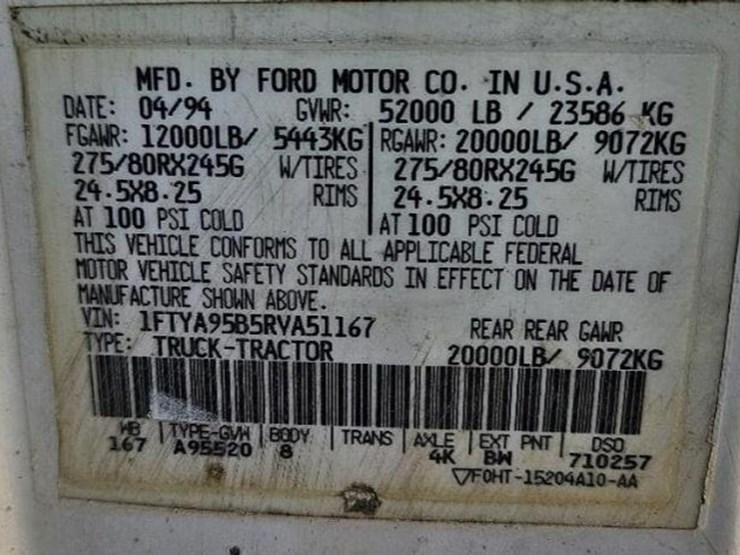 MFD. BY FORD MOTOR CO. IN U.S.A.
DATE: 04/94 GVWR: 52000 LB / 23586 KG
FGAWR: 12000LB/ 5443KG RGAWR: 20000LB/ 9072KG
275/80RX245G W/TIRES 275/80RX245G W/TIRES
24.5X8.25 RIMS 24.5X8.25 RIMS
AT 100 PSI COLD AT 100 PSI COLD
THIS VEHICLE CONFORMS TO ALL APPLICABLE FEDERAL
MOTOR VEHICLE SAFETY STANDARDS IN EFFECT ON THE DATE OF
MANUFACTURE SHOWN ABOVE.
VIN: 1FTYA95B5RVA51167 REAR REAR GAWR
TYPE: TRUCK-TRACTOR 20000LB/ 9072KG
WB TYPE-GVW BODY TRANS AXLE EXT PNT DSO
167 A95520 8 4K BW 710257
F0HT-15204A10-AA